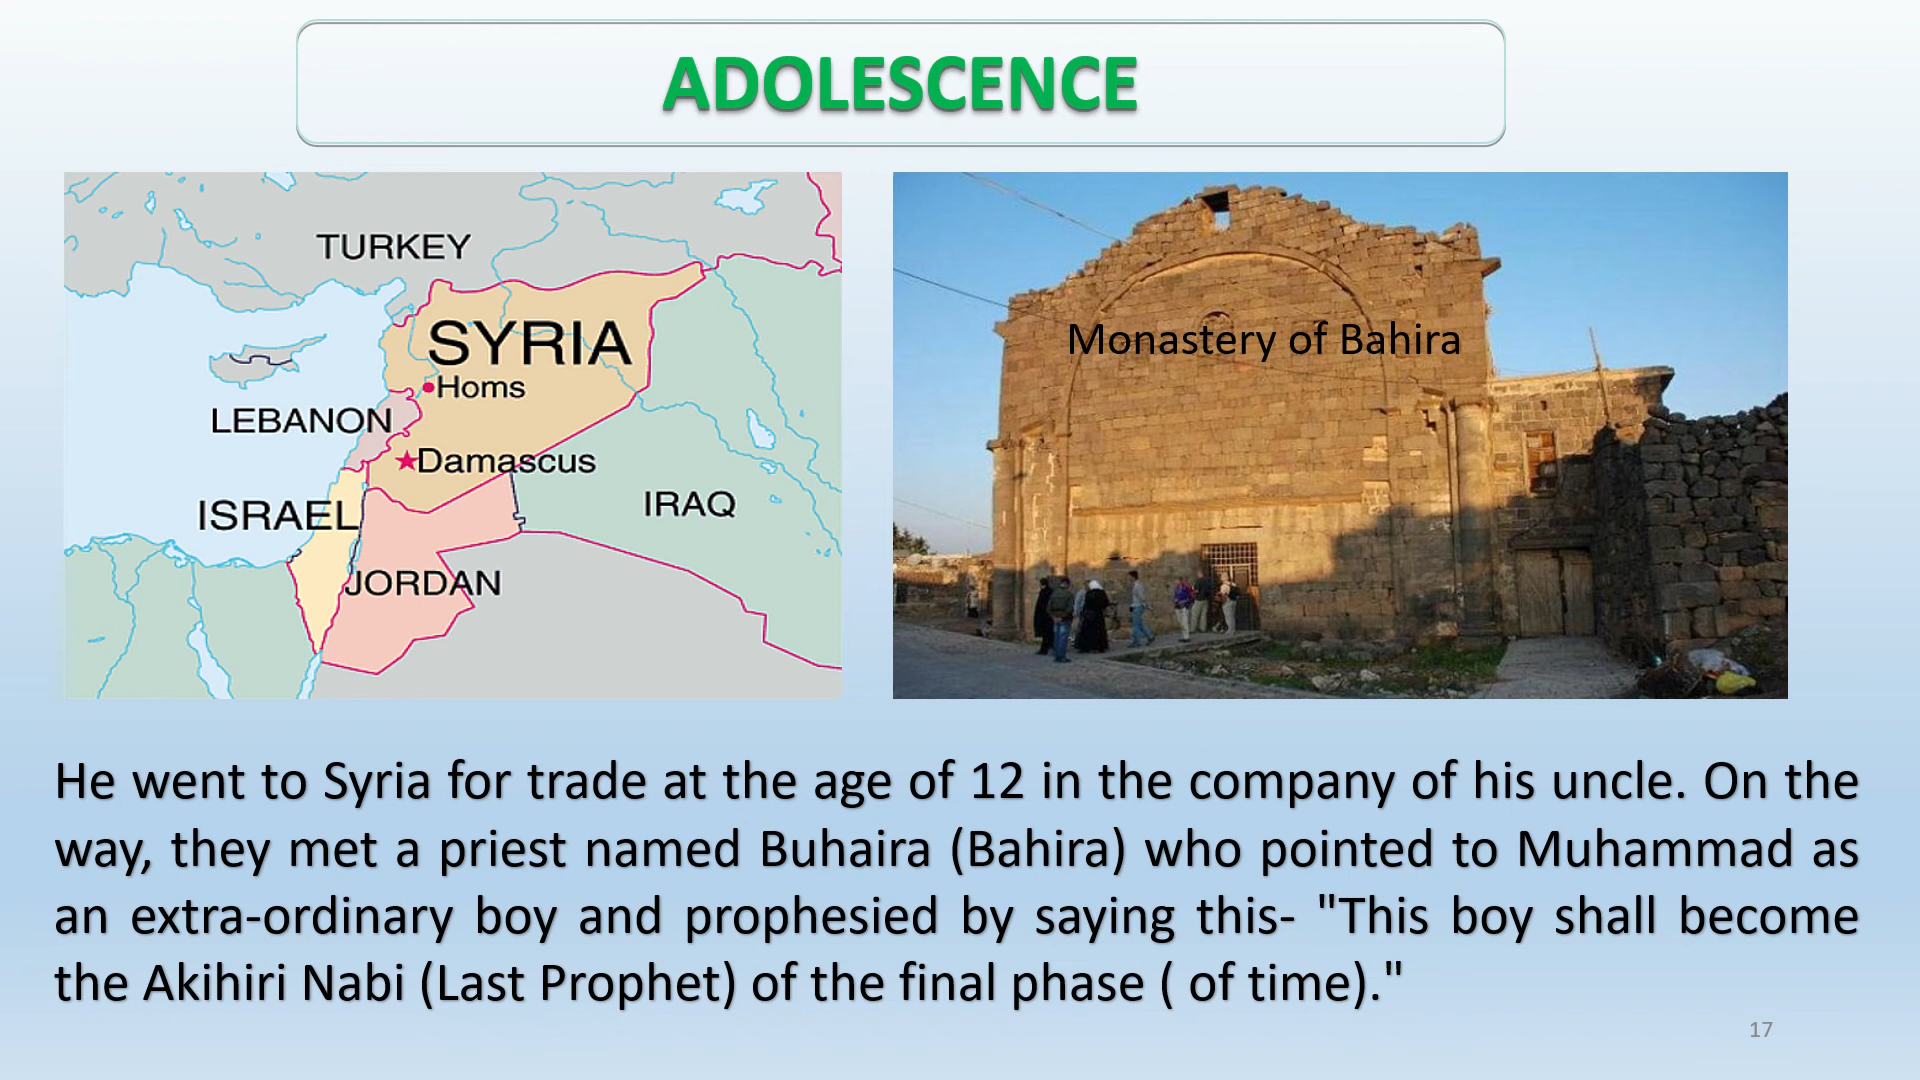 ADOLESCENCE
TURKEY
SYRIA
Homs
LEBANON
Damascus
ISRAEL
IRAQ
JORDAN
Monastery of Bahira
He went to Syria for trade at the age of 12 in the company of his uncle. On the
way, they met a priest named Buhaira (Bahira) who pointed to Muhammad as
an extra-ordinary boy and prophesied by saying this- "This boy shall become
the Akihiri Nabi (Last Prophet) of the final phase ( of time)."
17